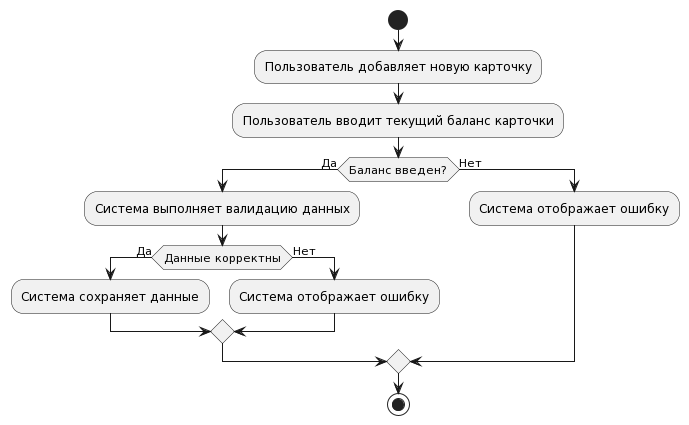 Пользователь добавляет новую карточку
Пользователь вводит текущий баланс карточки
Да
Баланс введен?
Нет
Система выполняет валидацию данных
Система отображает ошибку
Да
Данные корректны
Нет
Система сохраняет данные
Система отображает ошибку